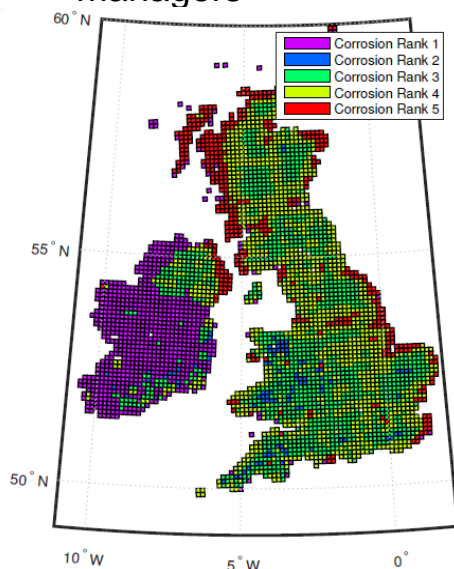 managers
60°N
Corrosion Rank 1
Corrosion Rank 2
Corrosion Rank 3
Corrosion Rank 4
Corrosion Rank 5
55°N
50°N
10°W
5°W
0°